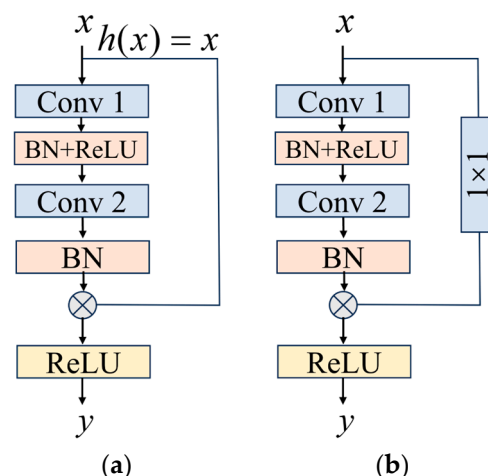 x
h(x) = x
Conv 1
BN+ReLU
Conv 2
BN
ReLU
y
(a)
x
Conv 1
BN+ReLU
Conv 2
BN
1×1
ReLU
y
(b)